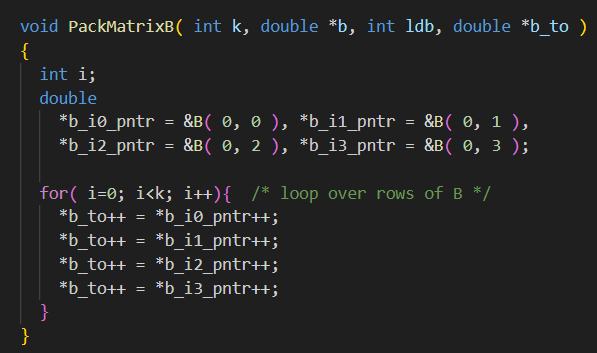 void PackMatrixB( int k, double *b, int ldb, double *b_to )
{
  int i;
  double
    *b_i0_pntr = &B( 0, 0 ), *b_i1_pntr = &B( 0, 1 ),
    *b_i2_pntr = &B( 0, 2 ), *b_i3_pntr = &B( 0, 3 );
  for( i=0; i<k; i++){  /* loop over rows of B */
    *b_to++ = *b_i0_pntr++;
    *b_to++ = *b_i1_pntr++;
    *b_to++ = *b_i2_pntr++;
    *b_to++ = *b_i3_pntr++;
  }
}